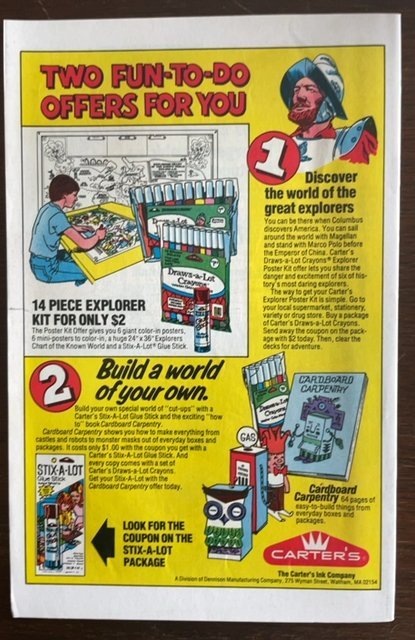 TWO FUN-TO-DO
OFFERS FOR YOU
1
Discover
the world of the
great explorers
You can be there when Columbus
discovers America. You can sail
around the world with Magellan
and stand with Marco Polo before
the Emperor of China. Carter's
Draws-a-Lot Crayons® Explorer
Poster Kit offer lets you share the
danger and excitement of six of his-
tory's most daring explorers.
The way to get your Carter's
Explorer Poster Kit is simple. Go to
your local supermarket, stationery,
variety or drug store. Buy a package
of Carter's Draws-a-Lot Crayons.
Send away the coupon on the pack-
age with $2 today. Then, clear the
decks for adventure.
Draws-a-Lot
Crayons
14 PIECE EXPLORER
KIT FOR ONLY $2
The Poster Kit Offer gives you 6 giant color-in posters,
6 mini-posters to color-in, a huge 24" x 36" Explorers
Chart of the Known World and a Stix-A-Lot® Glue Stick.
2
Build a world
of your own.
Build your own special world of "cut-ups" with a
Carter's Stix-A-Lot Glue Stick and the exciting "how
to" book Cardboard Carpentry.
Cardboard Carpentry shows you how to make everything from
castles and robots to monster masks out of everyday boxes and
packages. It costs only $1.00 with the coupon you get with a
Carter's Stix-A-Lot Glue Stick. And
every copy comes with a set of
Carter's Draws-A-Lot Crayons.
Get your Stix-A-Lot with the
Cardboard Carpentry offer today.
STIX-A-LOT
Glue Stick
LOOK FOR THE
COUPON ON THE
STIX-A-LOT
PACKAGE
Draws-a-Lot
Crayons
GAS
CARDBOARD
CARPENTRY
Cardboard
Carpentry 64 pages of
easy-to-build things from
everyday boxes and
packages.
CARTER'S
The Carter's Ink Company
A Division of Dennison Manufacturing Company, 275 Wyman Street, Waltham, MA 02154